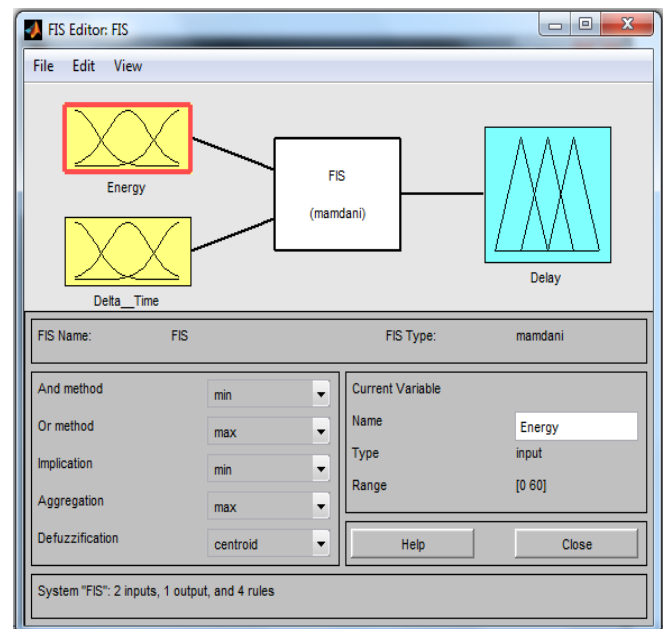 FIS Editor: FIS
File Edit View
Energy
Delta__Time
FIS
(mamdani)
Delay
FIS Name: FIS FIS Type: mamdani
And method min
Or method max
Implication min
Aggregation max
Defuzzification centroid
Current Variable
Name Energy
Type input
Range [0 60]
Help Close
System "FIS": 2 inputs, 1 output, and 4 rules